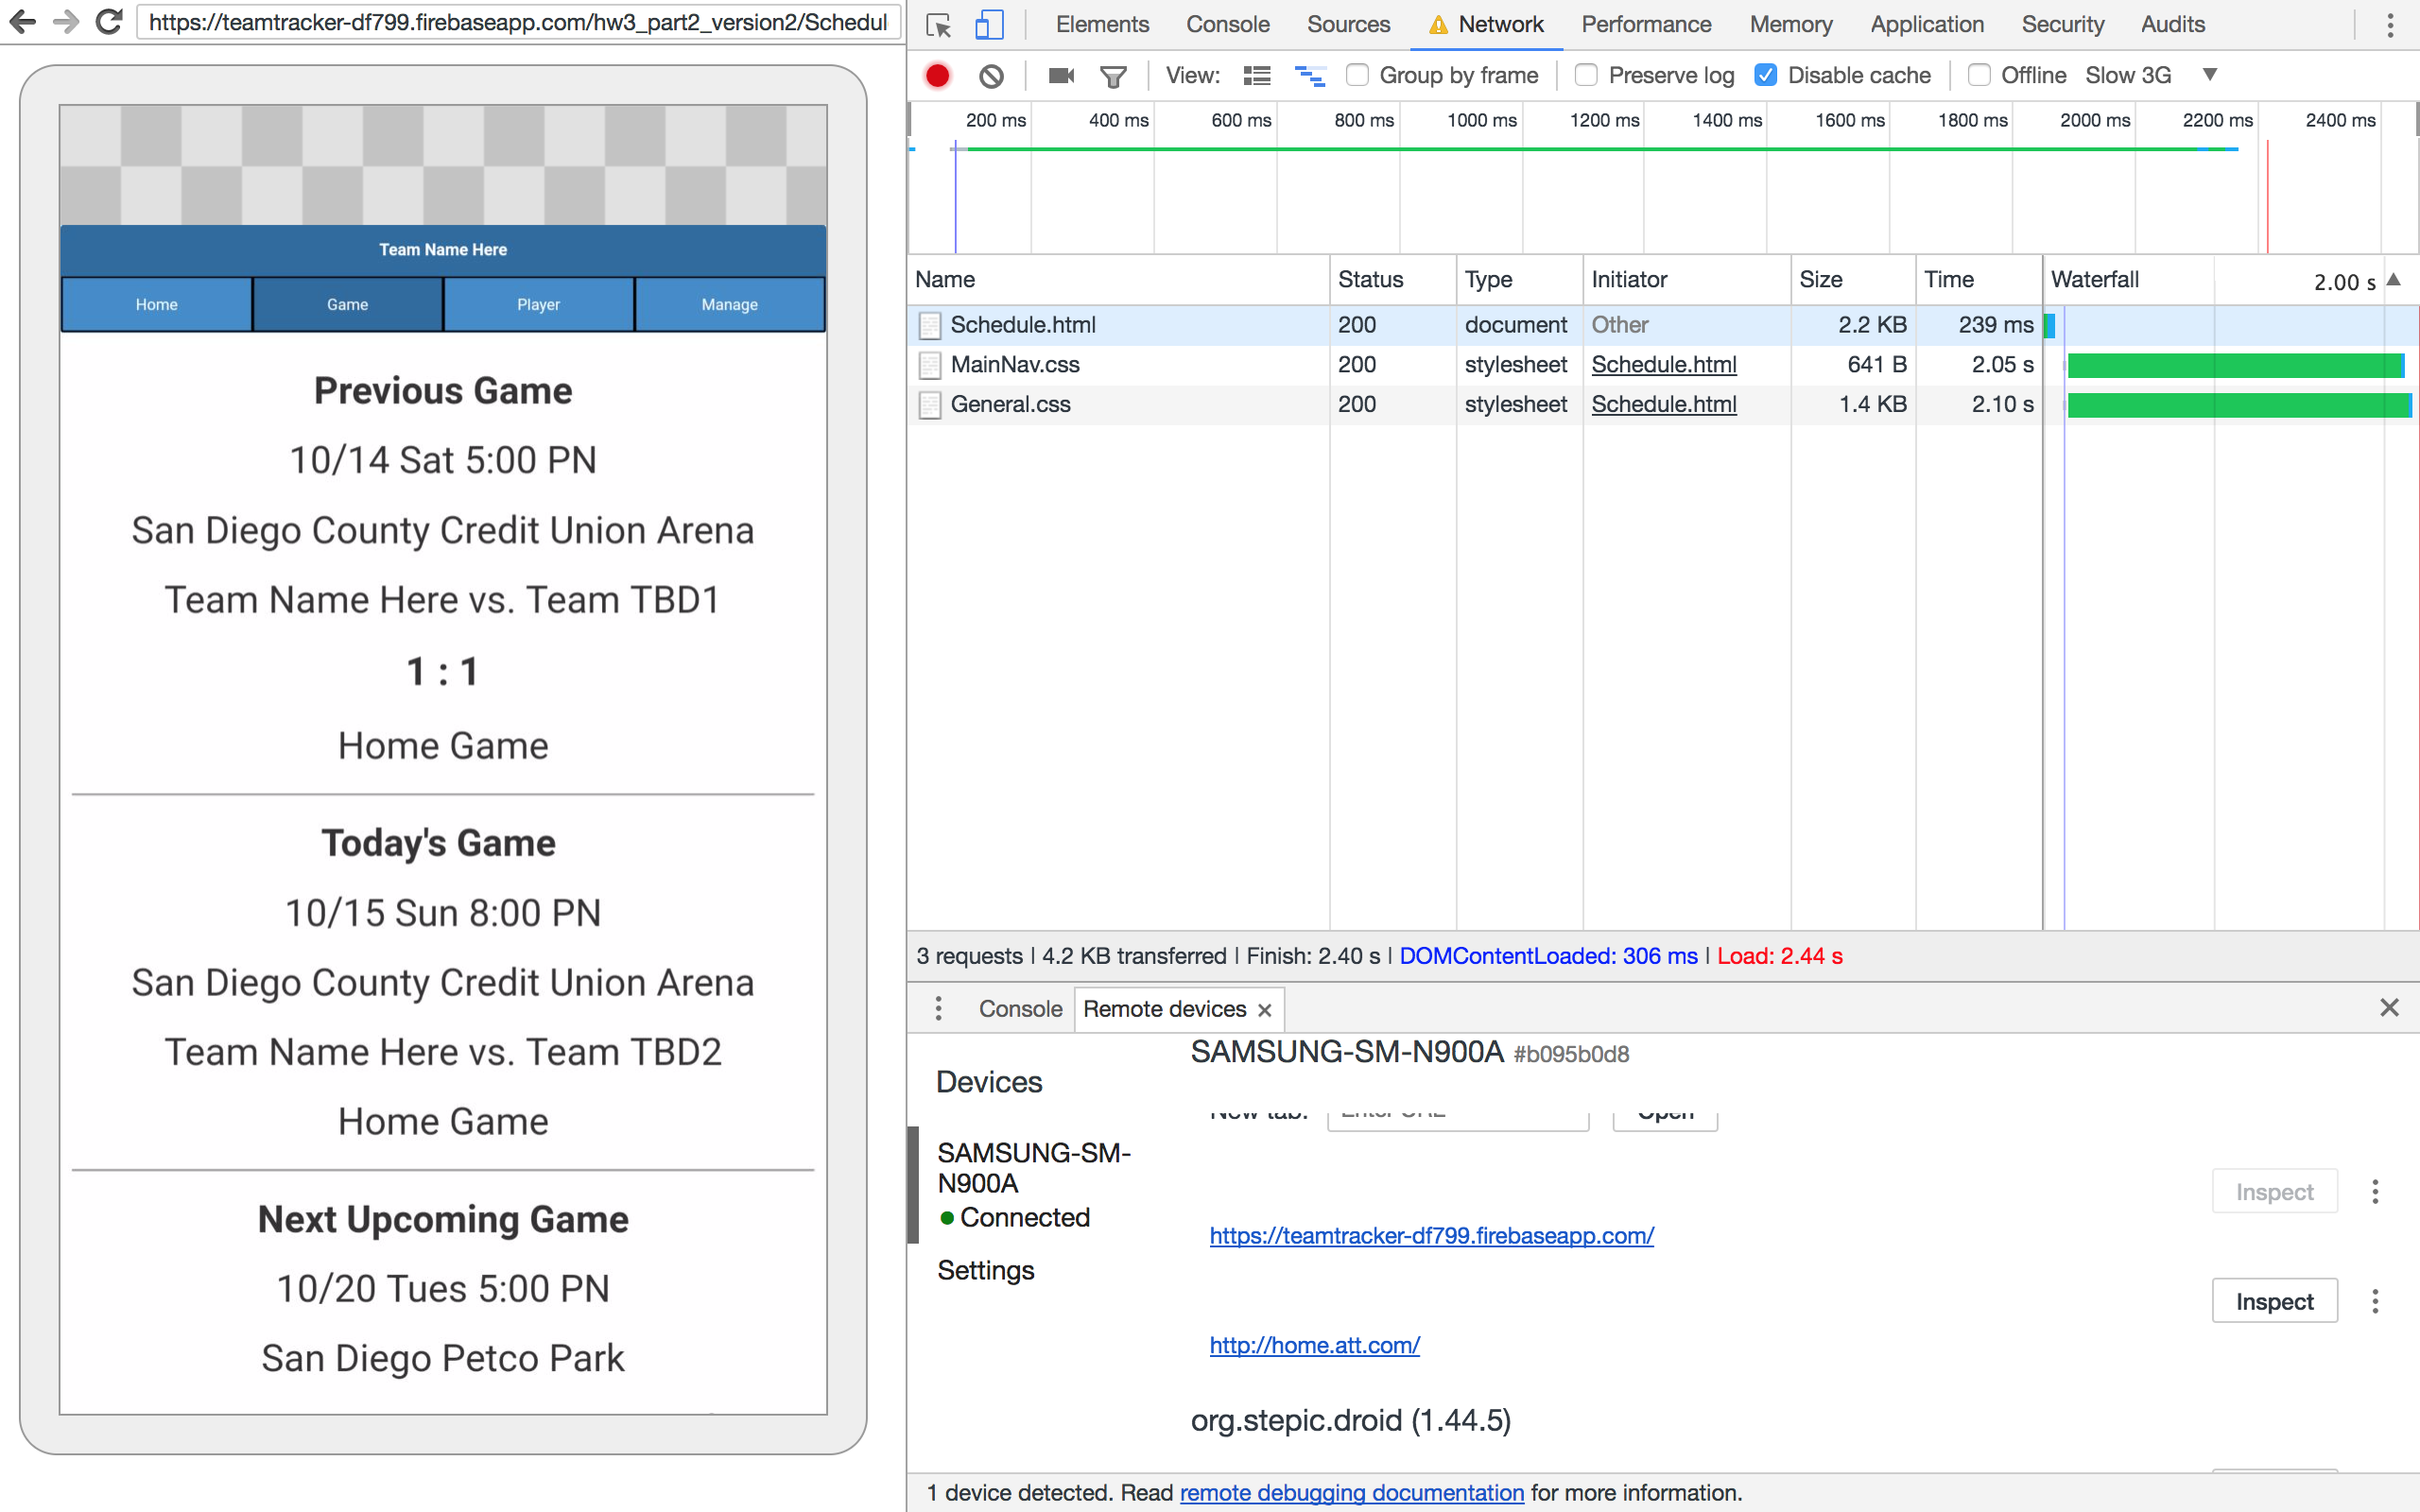 https://teamtracker-df799.firebaseapp.com/hw3_part2_version2/Schedul
Team Name Here
Home Game Player Manage
Previous Game
10/14 Sat 5:00 PN
San Diego County Credit Union Arena
Team Name Here vs. Team TBD1
1 : 1
Home Game
Today's Game
10/15 Sun 8:00 PN
San Diego County Credit Union Arena
Team Name Here vs. Team TBD2
Home Game
Next Upcoming Game
10/20 Tues 5:00 PN
San Diego Petco Park
Elements Console Sources Network Performance Memory Application Security Audits
View: Group by frame Preserve log Disable cache Offline Slow 3G
200 ms 400 ms 600 ms 800 ms 1000 ms 1200 ms 1400 ms 1600 ms 1800 ms 2000 ms 2200 ms 2400 ms
Name Status Type Initiator Size Time Waterfall 2.00 s
Schedule.html 200 document Other 2.2 KB 239 ms
MainNav.css 200 stylesheet Schedule.html 641 B 2.05 s
General.css 200 stylesheet Schedule.html 1.4 KB 2.10 s
3 requests | 4.2 KB transferred | Finish: 2.40 s | DOMContentLoaded: 306 ms | Load: 2.44 s
Console Remote devices
Devices
SAMSUNG-SM-
N900A
Connected
Settings
SAMSUNG-SM-N900A #b095b0d8
New tab: Enter URL Open
Inspect
https://teamtracker-df799.firebaseapp.com/
Inspect
http://home.att.com/
org.stepic.droid (1.44.5)
1 device detected. Read remote debugging documentation for more information.